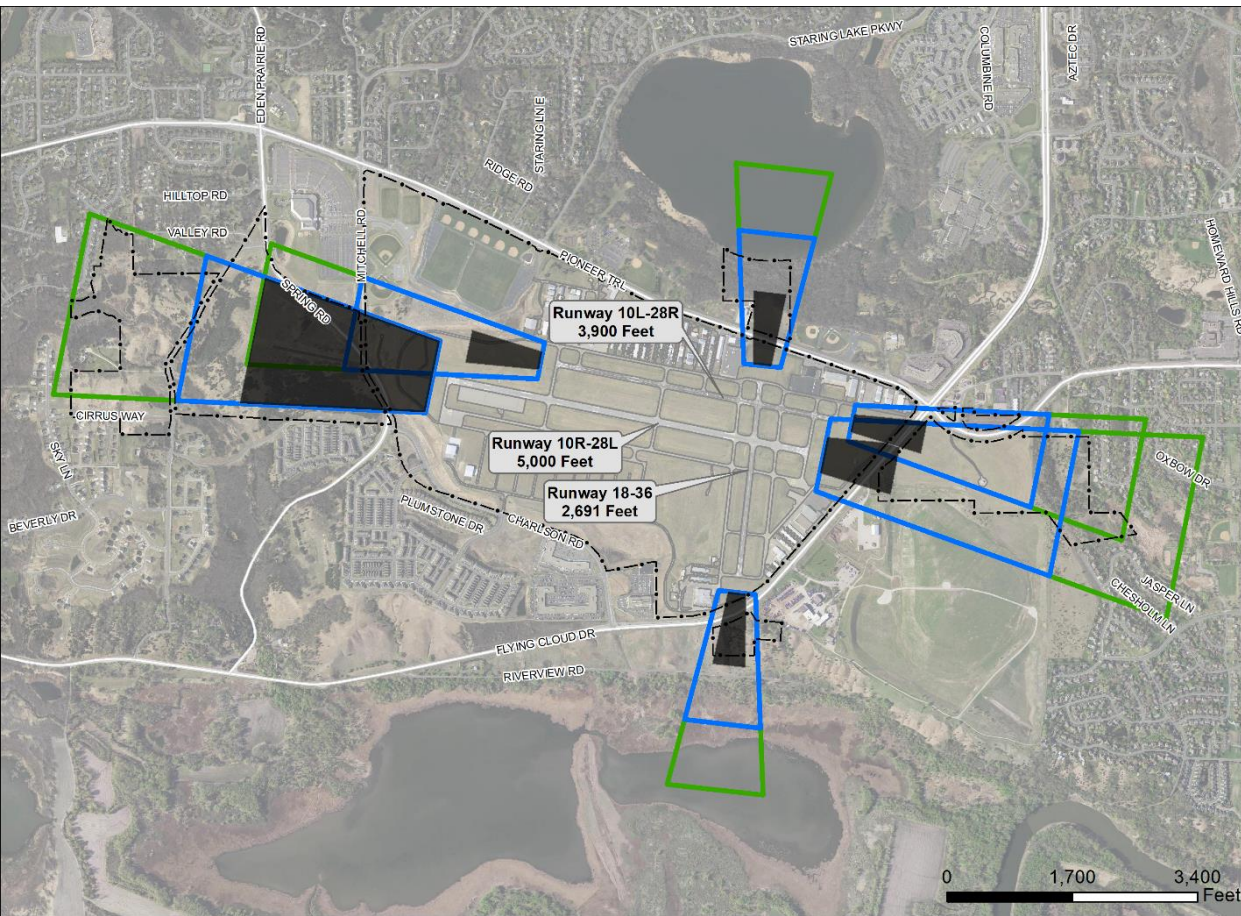 STARING LAKE PKWY
COLUMBINE RD
AZTEC DR
EDEN PRAIRIE RD
STARING LN E
RIDGE RD
HILLTOP RD
VALLEY RD
MITCHELL RD
HOMEWARD HILLS RD
PIONEER TRL
SPRING RD
Runway 10L-28R
3,900 Feet
CIRRUS WAY
SKY LN
Runway 10R-28L
5,000 Feet
OXBOW DR
Runway 18-36
2,691 Feet
BEVERLY DR
PLUMSTONE DR
CHARLSON RD
JASPER LN
CHESHOLM LN
FLYING CLOUD DR
RIVERVIEW RD
0 1,700 3,400
Feet